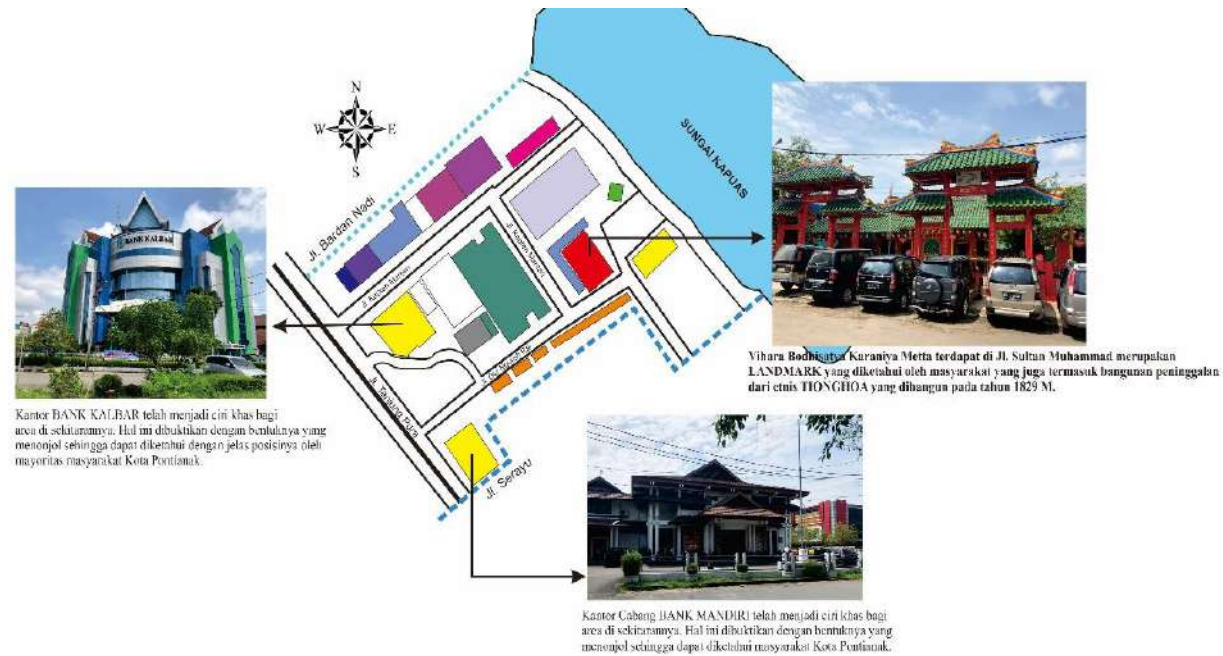 N
W E
S
SUNGAI KAPUAS
Jl. Bardan Nadi
BANK KALBAR
Jl. Tanjung Pura
Jl. Serayu
Kantor BANK KALBAR telah menjadi ciri khas bagi
area di sekitarannya. Hal ini dibuktikan dengan bentuknya yang
menonjol sehingga dapat diketahui dengan jelas posisinya oleh
mayoritas masyarakat Kota Pontianak.
Vihara Bodhisatva Karaniya Metta terdapat di Jl. Sultan Muhammad merupakan
LANDMARK yang diketahui oleh masyarakat yang juga termasuk bangunan peninggalan
dari etnis TIONGHOA yang dibangun pada tahun 1829 M.
Kantor Cabang BANK MANDIRI telah menjadi ciri khas bagi
area di sekitarannya. Hal ini dibuktikan dengan bentuknya yang
menonjol sehingga dapat diketahui masyarakat Kota Pontianak.